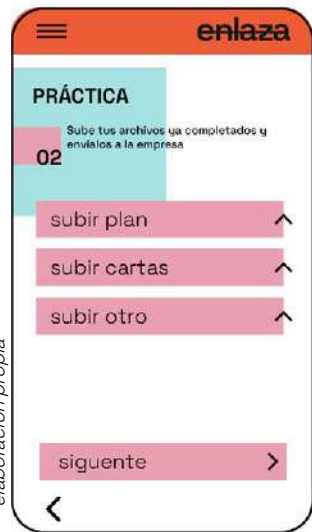 enlaza
PRÁCTICA
02
Sube tus archivos ya completados y
envíalos a la empresa
subir plan
subir cartas
subir otro
siguente
elaboración propia